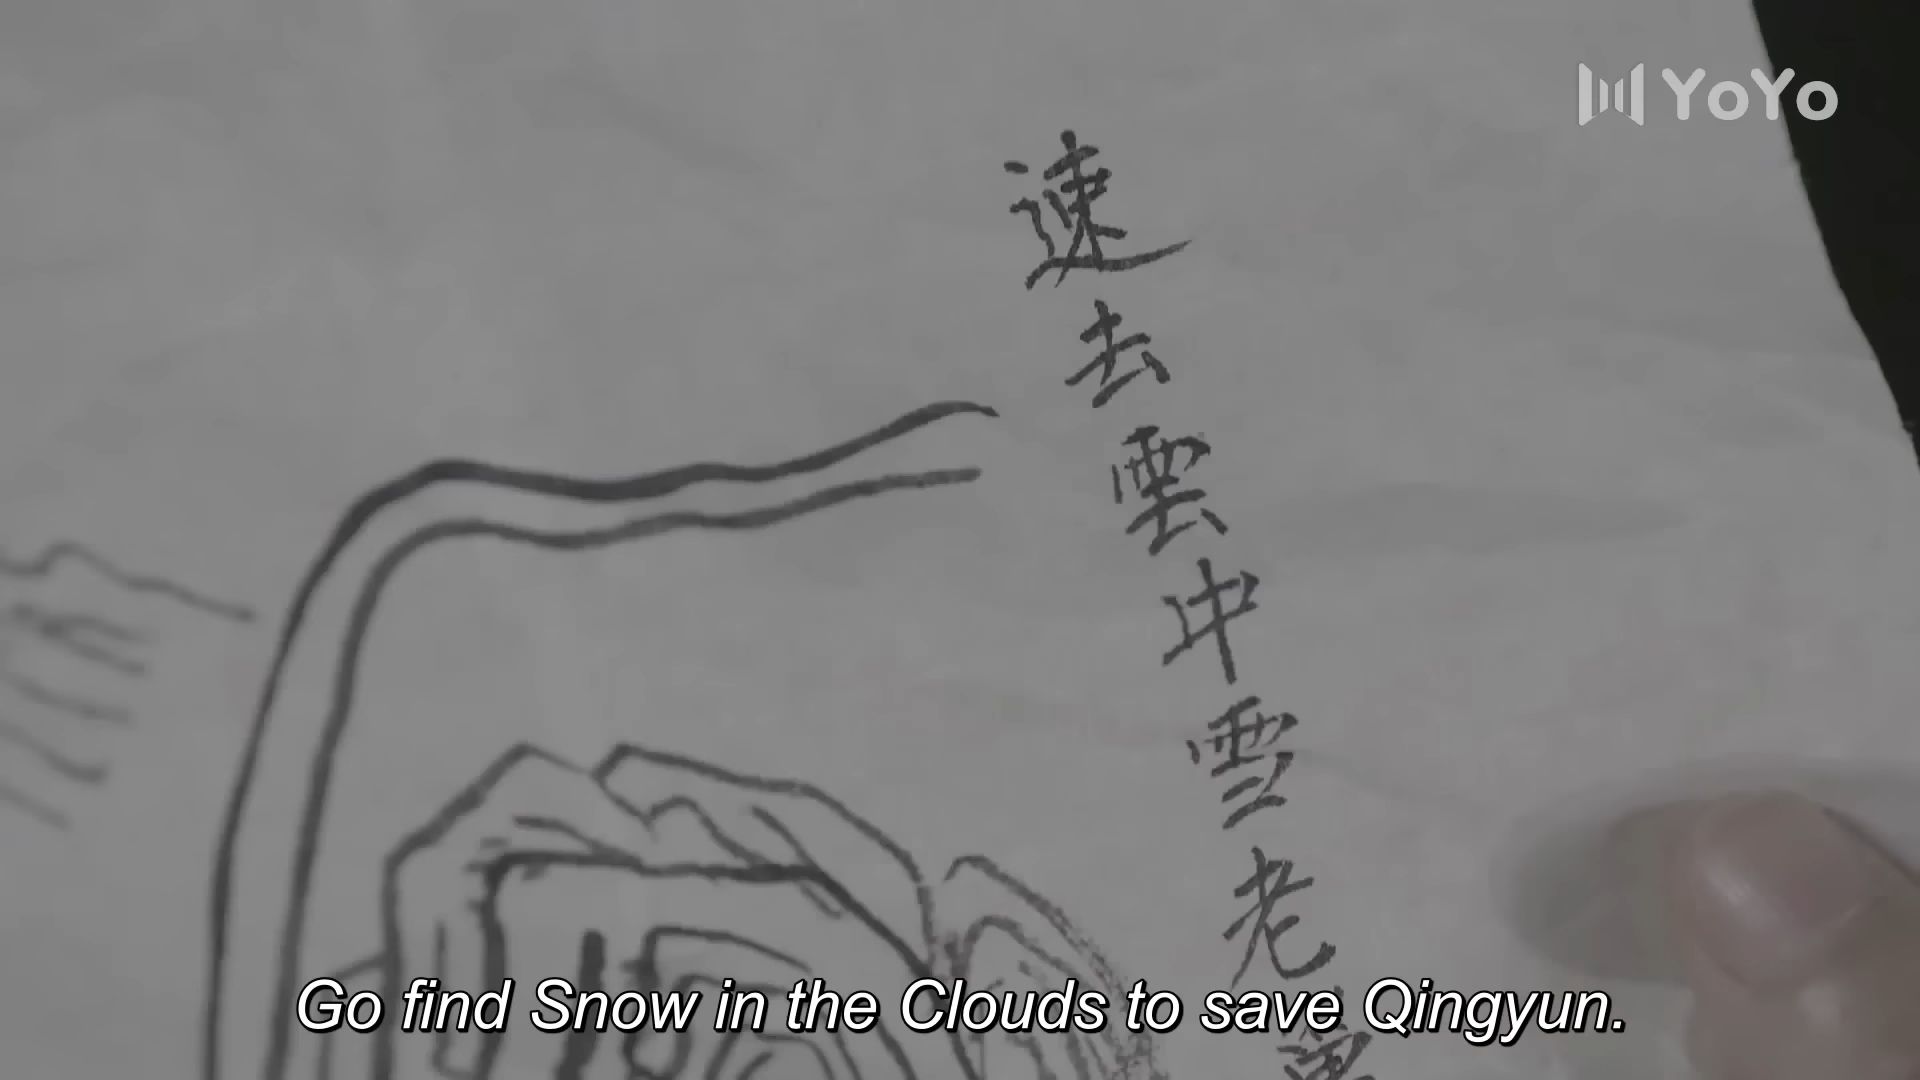 YoYo
速去雲中雪老
Go find Snow in the Clouds to save Qingyun.